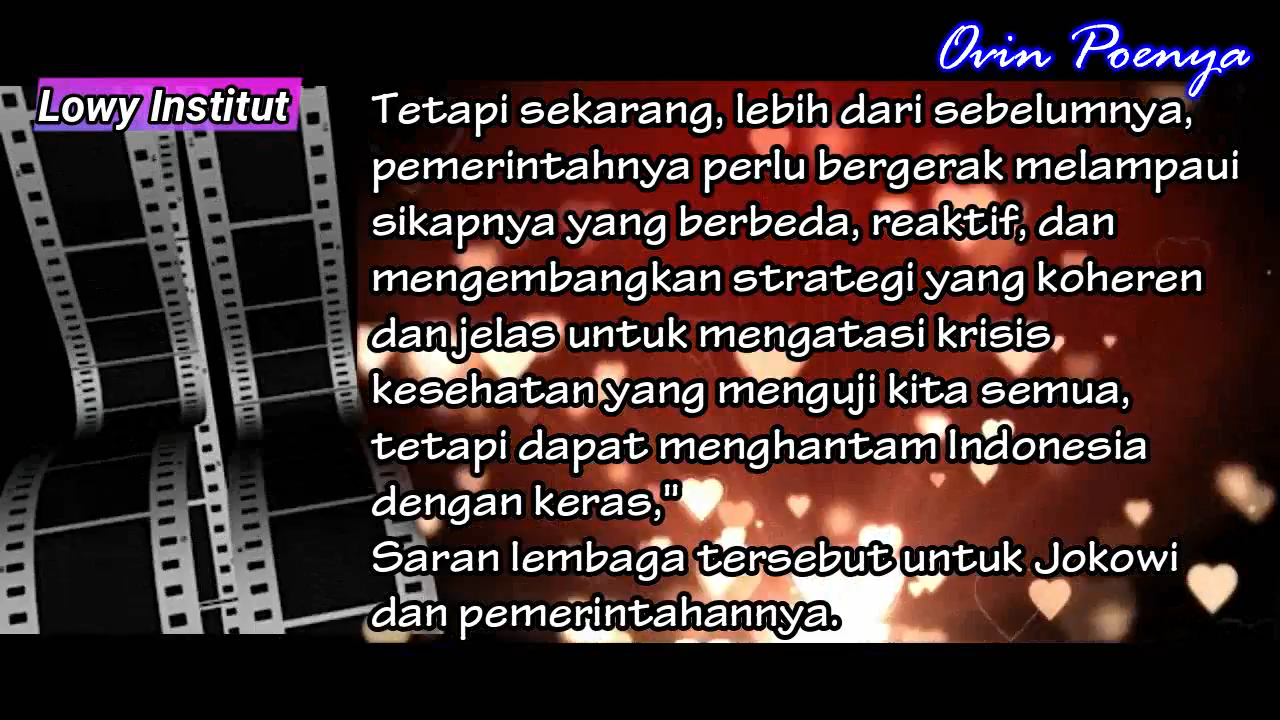 Ovin Poenya
Lowy Institut
Tetapi sekarang, lebih dari sebelumnya,
pemerintahnya perlu bergerak melampaui
sikapnya yang berbeda, reaktif, dan
mengembangkan strategi yang koheren
dan jelas untuk mengatasi krisis
kesehatan yang menguji kita semua,
tetapi dapat menghantam Indonesia
dengan keras,"
Saran lembaga tersebut untuk Jokowi
dan pemerintahannya.